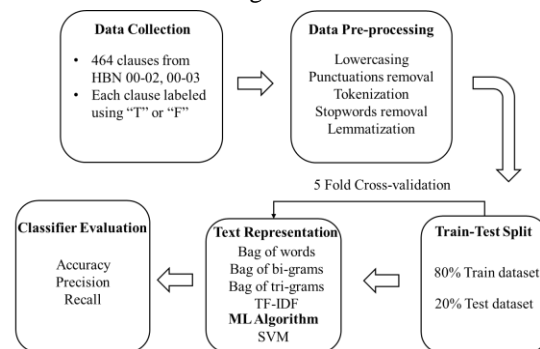 Data Collection
• 464 clauses from
HBN 00-02, 00-03
• Each clause labeled
using “T” or “F”
Data Pre-processing
Lowercasing
Punctuations removal
Tokenization
Stopwords removal
Lemmatization
5 Fold Cross-validation
Classifier Evaluation
Accuracy
Precision
Recall
Text Representation
Bag of words
Bag of bi-grams
Bag of tri-grams
TF-IDF
ML Algorithm
SVM
Train-Test Split
80% Train dataset
20% Test dataset